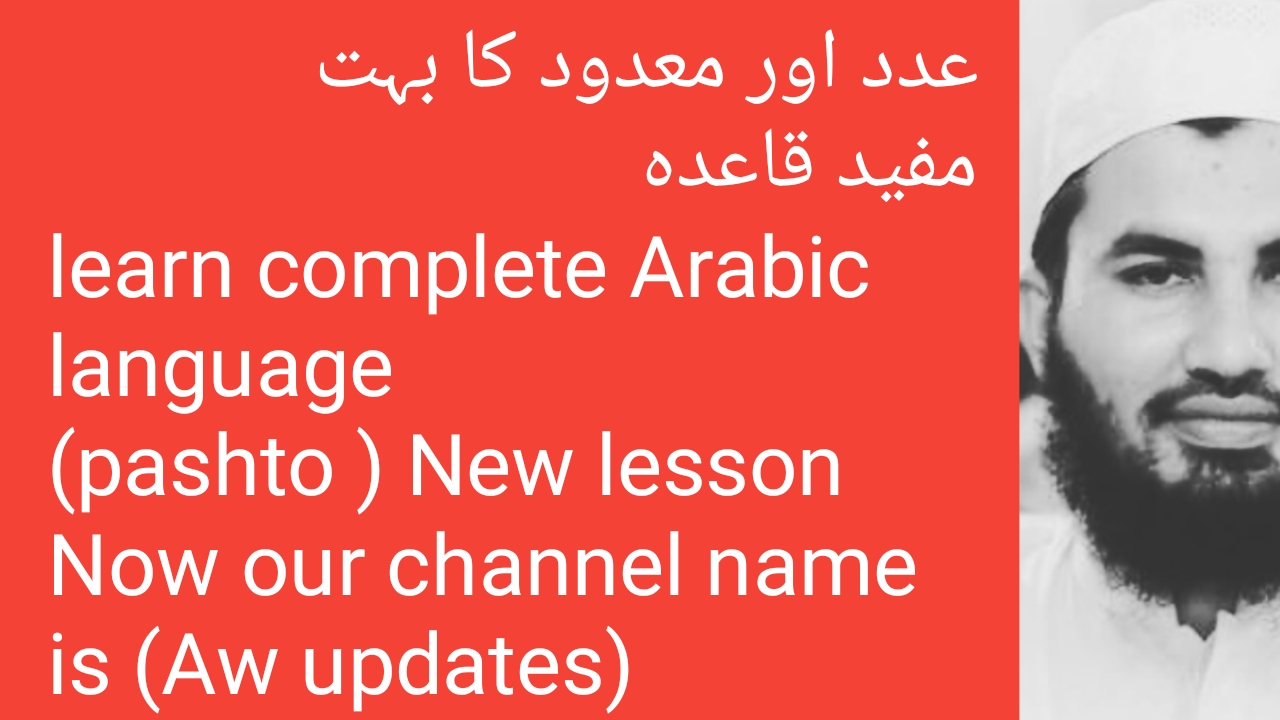 عدد اور معدود کا بہت
مفید قاعدہ
learn complete Arabic
language
(pashto ) New lesson
Now our channel name
is (Aw updates)